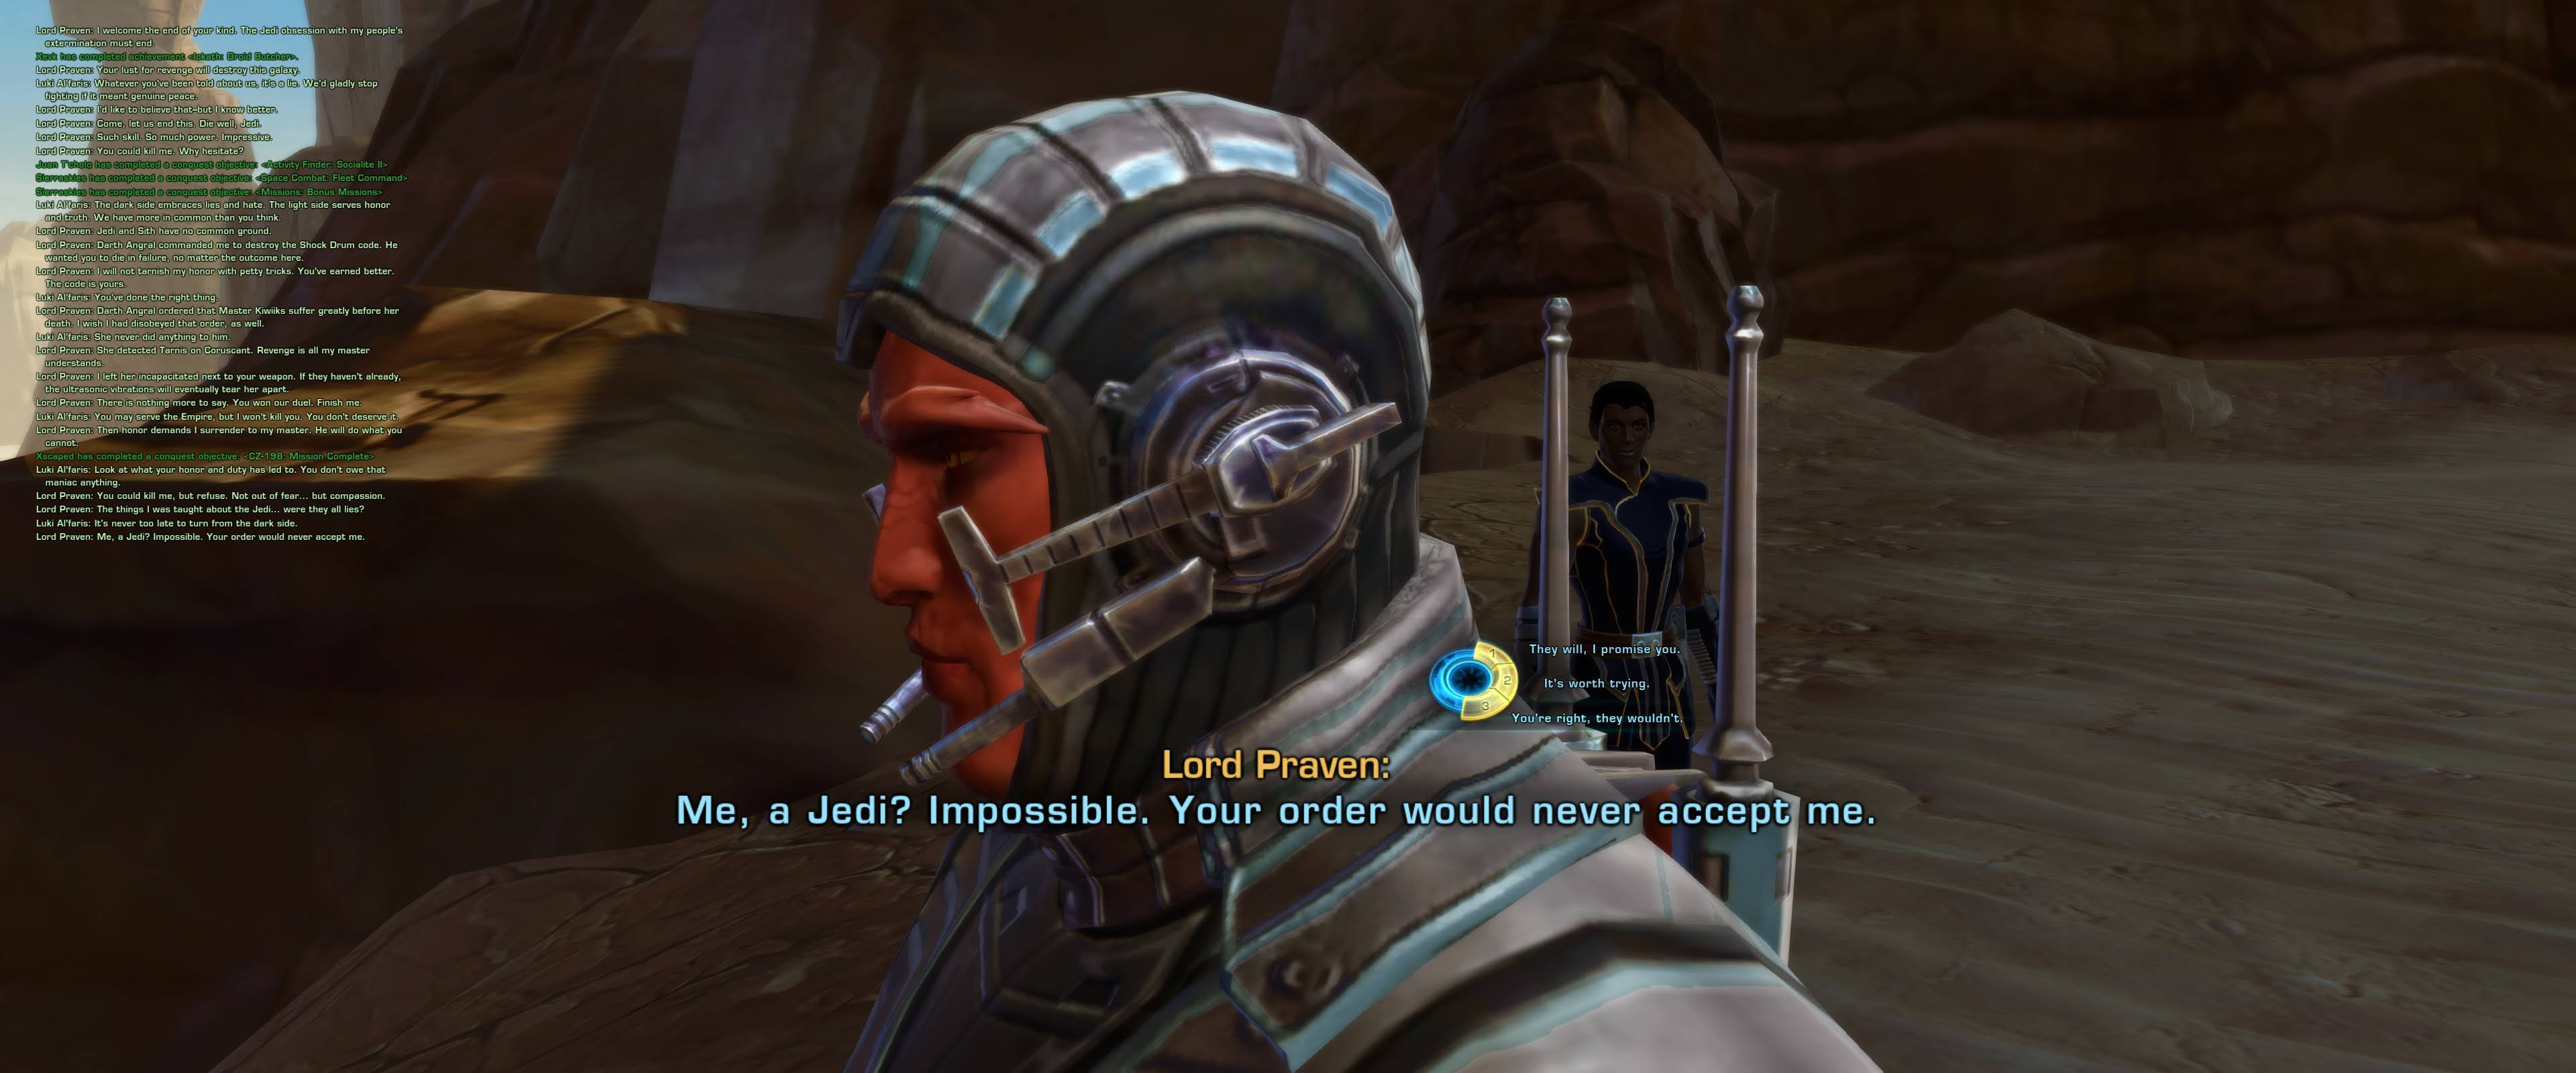 Lord Praven: I welcome the end of your kind. The Jedi obsession with my people's
extermination must end.
Xavk has completed achievement <Iokath: Droid Butcher>.
Lord Praven: Your lust for revenge will destroy this galaxy.
Luki Al'faris: Whatever you've been told about us, it's a lie. We'd gladly stop
fighting if it meant genuine peace.
Lord Praven: I'd like to believe that–but I know better.
Lord Praven: Come, let us end this. Die well, Jedi.
Lord Praven: Such skill. So much power. Impressive.
Lord Praven: You could kill me. Why hesitate?
Juan T'cholo has completed a conquest objective: <Activity Finder: Socialite II>
Sierraskies has completed a conquest objective: <Space Combat: Fleet Command>
Sierraskies has completed a conquest objective: <Missions: Bonus Missions>
Luki Al'faris: The dark side embraces lies and hate. The light side serves honor
and truth. We have more in common than you think.
Lord Praven: Jedi and Sith have no common ground.
Lord Praven: Darth Angral commanded me to destroy the Shock Drum code. He
wanted you to die in failure, no matter the outcome here.
Lord Praven: I will not tarnish my honor with petty tricks. You've earned better.
The code is yours.
Luki Al'faris: You've done the right thing.
Lord Praven: Darth Angral ordered that Master Kiwiiks suffer greatly before her
death. I wish I had disobeyed that order, as well.
Luki Al'faris: She never did anything to him.
Lord Praven: She detected Tarnis on Coruscant. Revenge is all my master
understands.
Lord Praven: I left her incapacitated next to your weapon. If they haven't already,
the ultrasonic vibrations will eventually tear her apart.
Lord Praven: There is nothing more to say. You won our duel. Finish me.
Luki Al'faris: You may serve the Empire, but I won't kill you. You don't deserve it.
Lord Praven: Then honor demands I surrender to my master. He will do what you
cannot.
Xscaped has completed a conquest objective: <CZ-198: Mission Complete>
Luki Al'faris: Look at what your honor and duty has led to. You don't owe that
maniac anything.
Lord Praven: You could kill me, but refuse. Not out of fear... but compassion.
Lord Praven: The things I was taught about the Jedi... were they all lies?
Luki Al'faris: It's never too late to turn from the dark side.
Lord Praven: Me, a Jedi? Impossible. Your order would never accept me.
1 They will, I promise you.
2 It's worth trying.
3 You're right, they wouldn't.
Lord Praven:
Me, a Jedi? Impossible. Your order would never accept me.